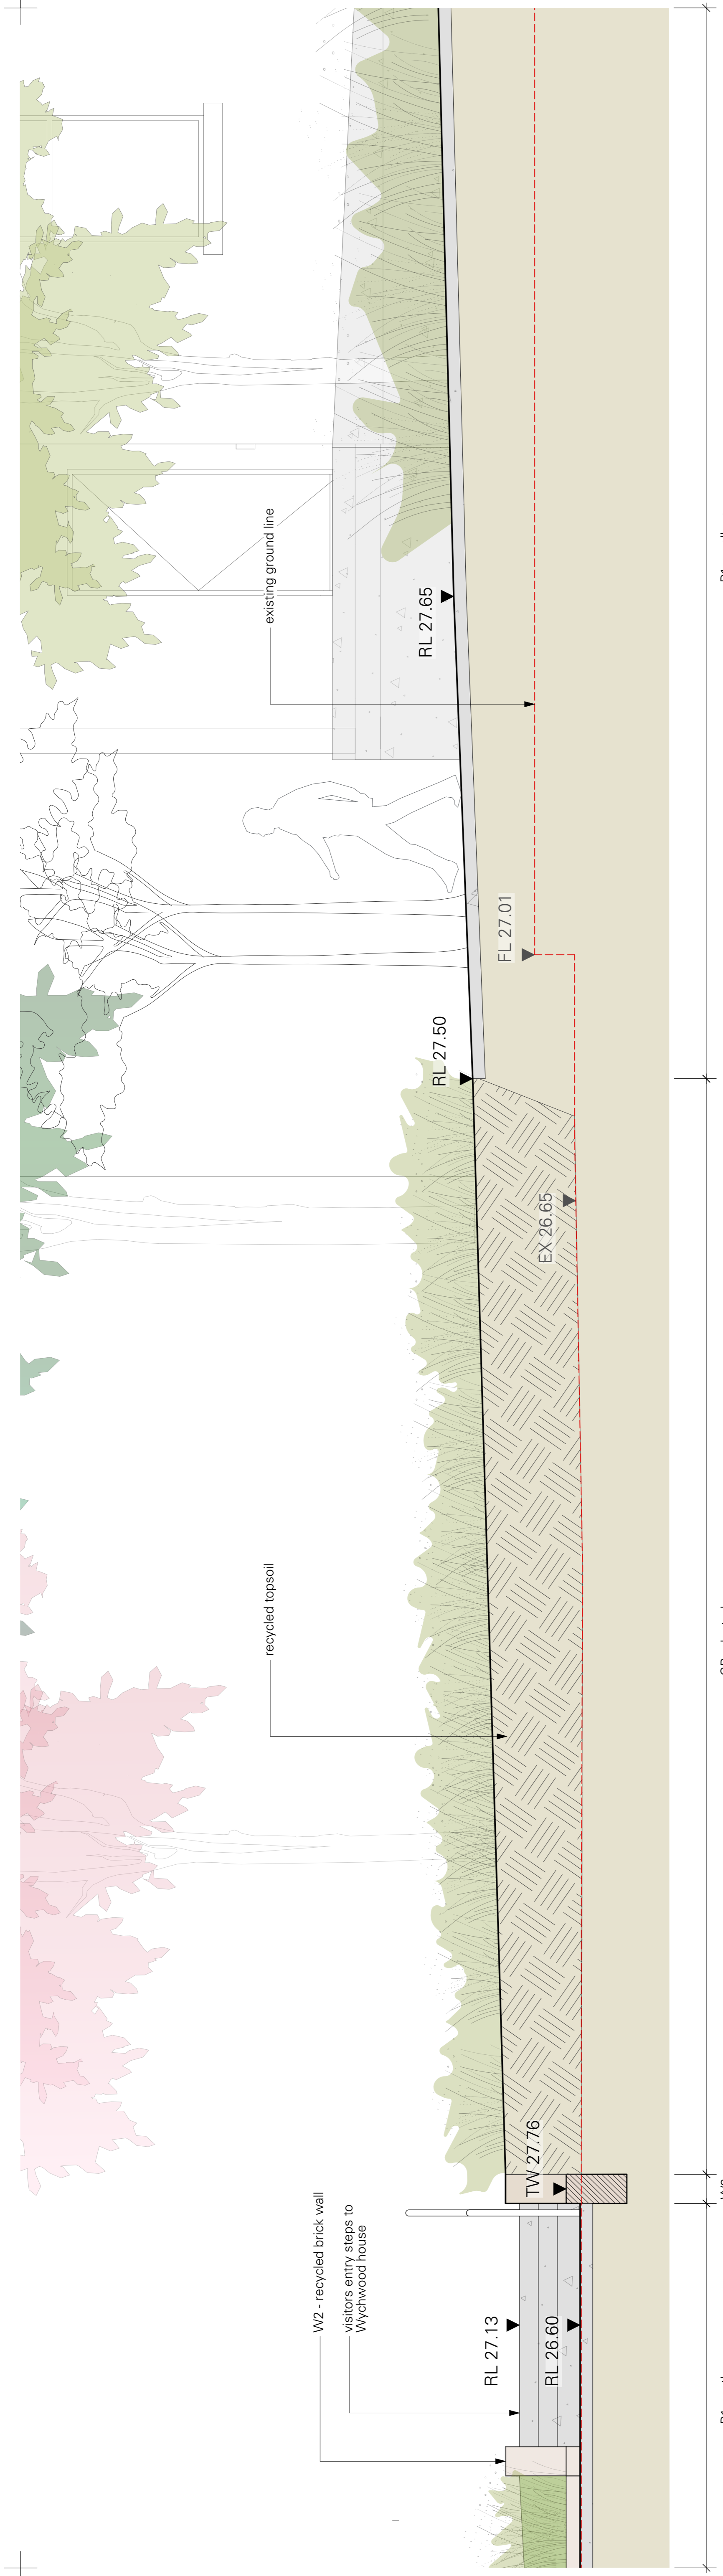 W2 - recycled brick wall
visitors entry steps to
Wychwood house
RL 27.13
RL 26.60
TW 27.76
recycled topsoil
EX 26.65
RL 27.50
FL 27.01
existing ground line
RL 27.65